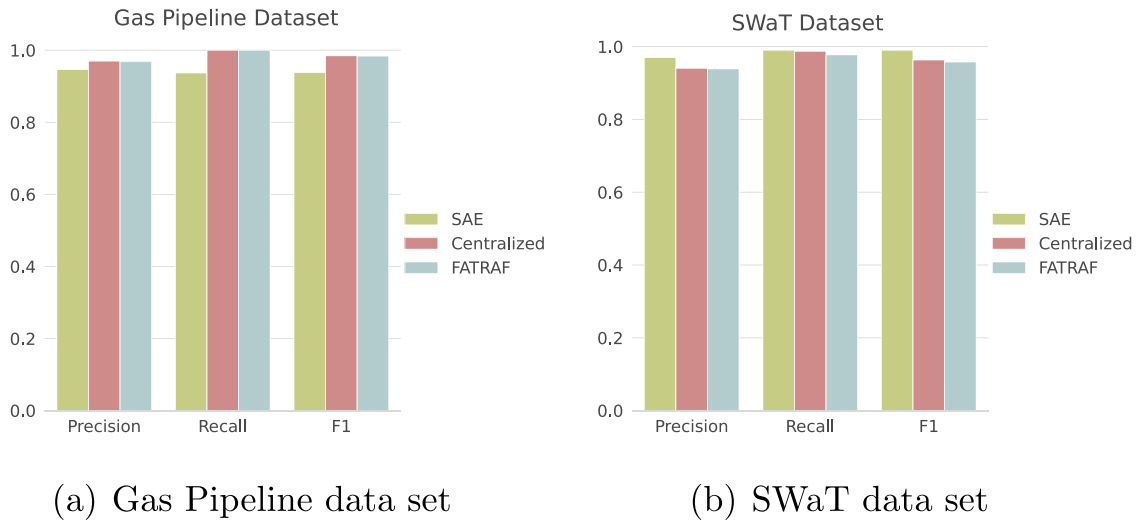 Gas Pipeline Dataset
1.0
0.8
0.6
0.4
0.2
0.0
Precision Recall F1
SAE
Centralized
FATRAF
(a) Gas Pipeline data set
SWaT Dataset
1.0
0.8
0.6
0.4
0.2
0.0
Precision Recall F1
SAE
Centralized
FATRAF
(b) SWaT data set